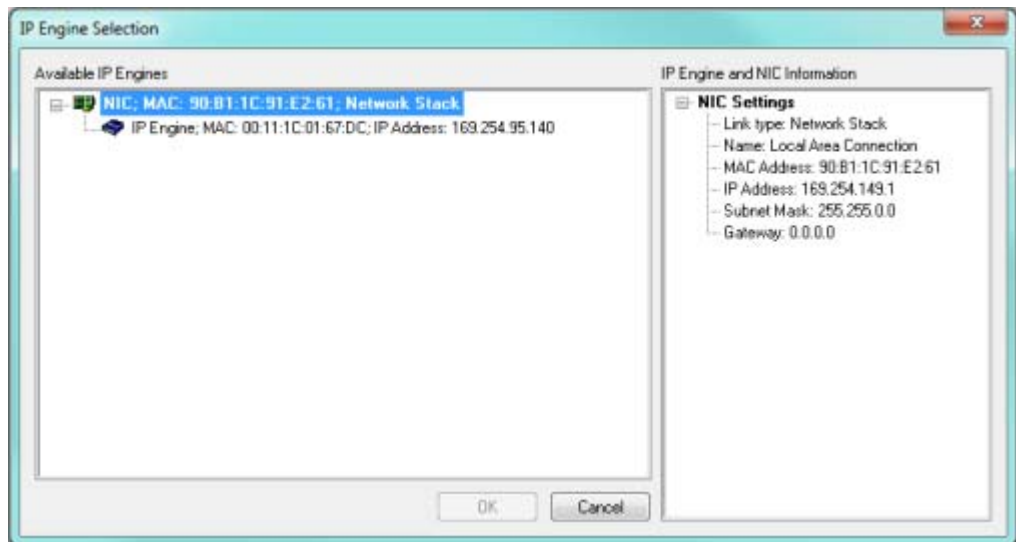 IP Engine Selection
Available IP Engines
NIC; MAC: 90:B1:1C:91:E2:61; Network Stack
IP Engine; MAC: 00:11:1C:01:67:DC; IP Address: 169.254.95.140
IP Engine and NIC Information
NIC Settings
Link type: Network Stack
Name: Local Area Connection
MAC Address: 90:B1:1C:91:E2:61
IP Address: 169.254.149.1
Subnet Mask: 255.255.0.0
Gateway: 0.0.0.0
OK
Cancel